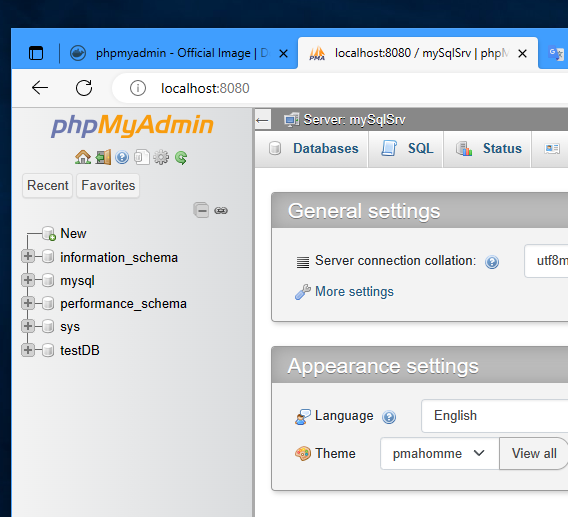 phpmyadmin - Official Image | D
localhost:8080 / mySqlSrv | phpM
localhost:8080
phpMyAdmin
Recent
Favorites
New
information_schema
mysql
performance_schema
sys
testDB
Server: mySqlSrv
Databases
SQL
Status
General settings
Server connection collation:
utf8m
More settings
Appearance settings
Language
English
Theme
pmahomme
View all